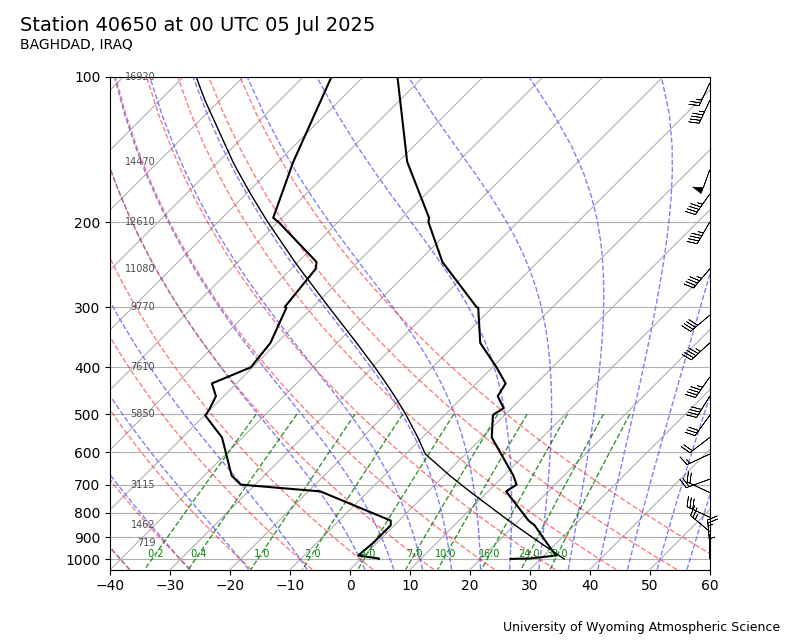 Station 40650 at 00 UTC 05 Jul 2025
BAGHDAD, IRAQ
100 16920
14470
200 12610
11080
300 9770
400 7610
500 5850
600
700 3115
800 1462
900 719
1000 0.2 0.4 1.0 2.0 4.0 7.0 10.0 16.0 24.0
−40 −30 −20 −10 0 10 20 30 40 50 60
University of Wyoming Atmospheric Science